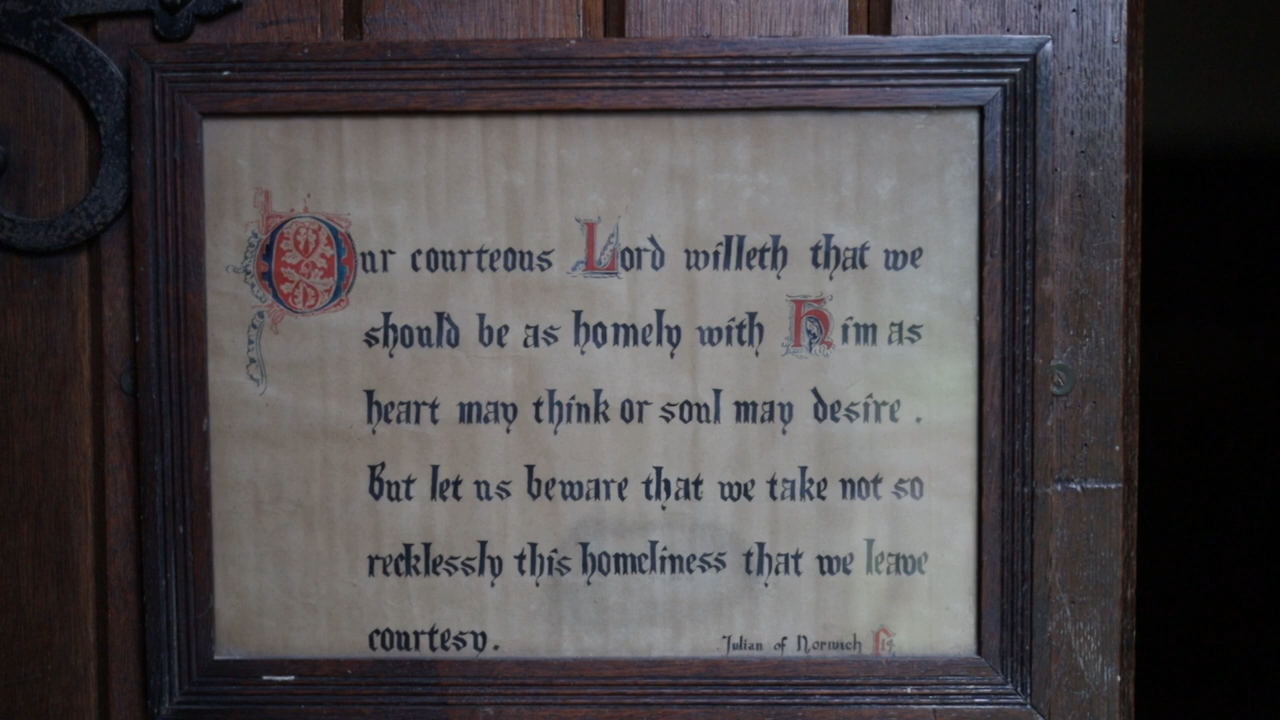 Our courteous Lord willeth that we
should be as homely with Him as
heart may think or soul may desire.
But let us beware that we take not so
recklessly this homeliness that we leave
courtesy.
Julian of Norwich